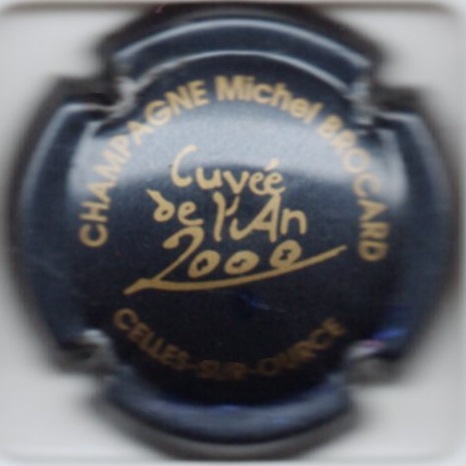 CHAMPAGNE Michel BROCARD
Cuvée
de l'An
2000
CELLES-SUR-OURCE